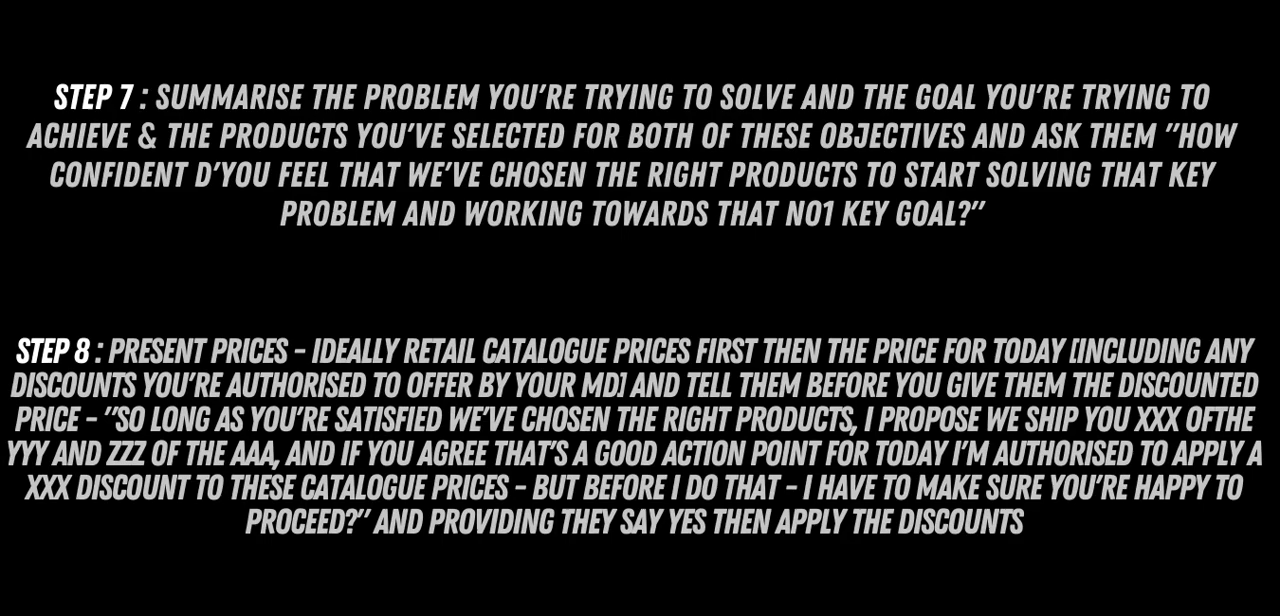 STEP 7 : SUMMARISE THE PROBLEM YOU'RE TRYING TO SOLVE AND THE GOAL YOU'RE TRYING TO
ACHIEVE & THE PRODUCTS YOU'VE SELECTED FOR BOTH OF THESE OBJECTIVES AND ASK THEM "HOW
CONFIDENT D'YOU FEEL THAT WE'VE CHOSEN THE RIGHT PRODUCTS TO START SOLVING THAT KEY
PROBLEM AND WORKING TOWARDS THAT NO1 KEY GOAL?"
STEP 8 : PRESENT PRICES - IDEALLY RETAIL CATALOGUE PRICES FIRST THEN THE PRICE FOR TODAY [INCLUDING ANY
DISCOUNTS YOU'RE AUTHORISED TO OFFER BY YOUR MD] AND TELL THEM BEFORE YOU GIVE THEM THE DISCOUNTED
PRICE - "SO LONG AS YOU'RE SATISFIED WE'VE CHOSEN THE RIGHT PRODUCTS, I PROPOSE WE SHIP YOU XXX OFTHE
YYY AND ZZZ OF THE AAA, AND IF YOU AGREE THAT'S A GOOD ACTION POINT FOR TODAY I'M AUTHORISED TO APPLY A
XXX DISCOUNT TO THESE CATALOGUE PRICES - BUT BEFORE I DO THAT - I HAVE TO MAKE SURE YOU'RE HAPPY TO
PROCEED?" AND PROVIDING THEY SAY YES THEN APPLY THE DISCOUNTS